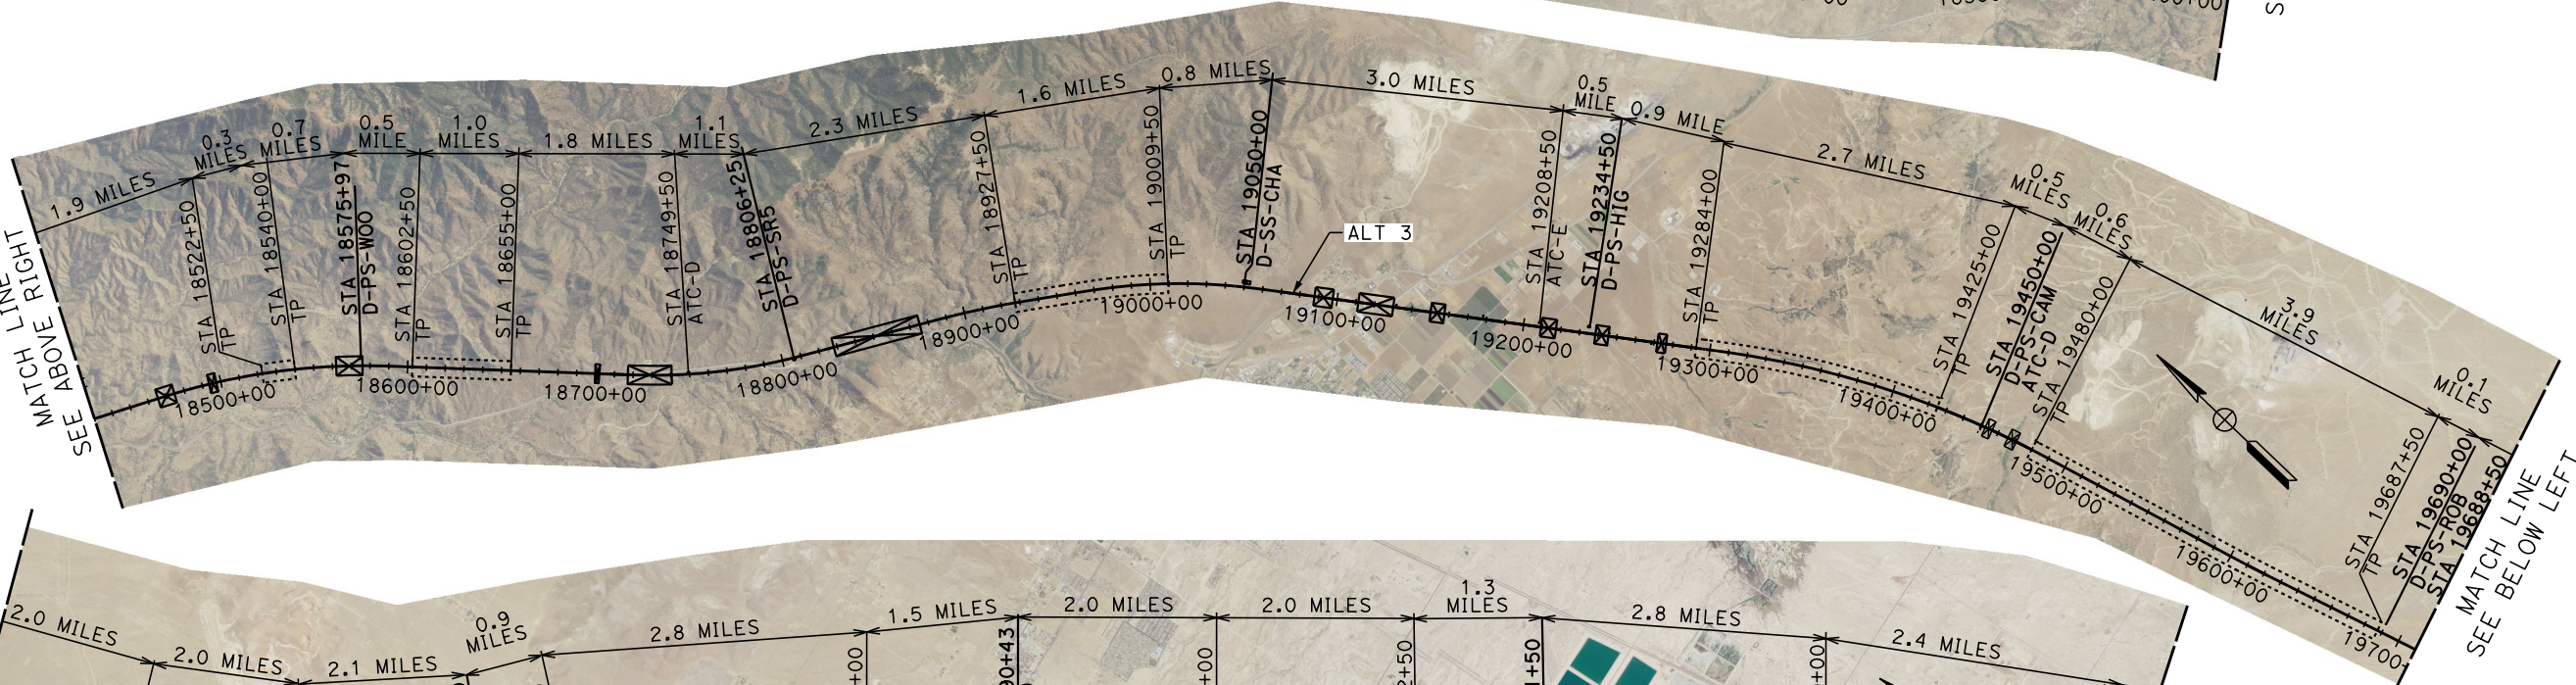 MATCH LINE
SEE ABOVE RIGHT
1.9 MILES
0.3
MILES
0.7
MILES
0.5
MILE
1.0
MILES
1.8 MILES
1.1
MILES
2.3 MILES
1.6 MILES
0.8 MILES
3.0 MILES
0.5
MILE
0.9 MILE
2.7 MILES
0.5
MILES
0.6
MILES
3.9
MILES
0.1
MILES
STA 18522+50
TP
STA 18540+00
TP
STA 18575+97
D-PS-WOO
STA 18602+50
TP
STA 18655+00
TP
STA 18749+50
ATC-D
STA 18806+25
D-PS-SR5
STA 18927+50
TP
STA 19009+50
TP
STA 19050+00
D-SS-CHA
ALT 3
STA 19208+50
ATC-E
STA 19234+50
D-PS-HIG
STA 19284+00
TP
STA 19425+00
TP
STA 19450+00
D-PS-CAM
ATC-D
STA 19480+00
TP
STA 19687+50
TP
STA 19690+00
D-PS-ROB
STA 19688+50
18500+00
18600+00
18700+00
18800+00
18900+00
19000+00
19100+00
19200+00
19300+00
19400+00
19500+00
19600+00
19700+
MATCH LINE
SEE BELOW LEFT
2.0 MILES
2.0 MILES
2.1 MILES
0.9
MILES
2.8 MILES
1.5 MILES
2.0 MILES
2.0 MILES
1.3
MILES
2.8 MILES
2.4 MILES
+00
90+43
+00
2+50
1+50
+00